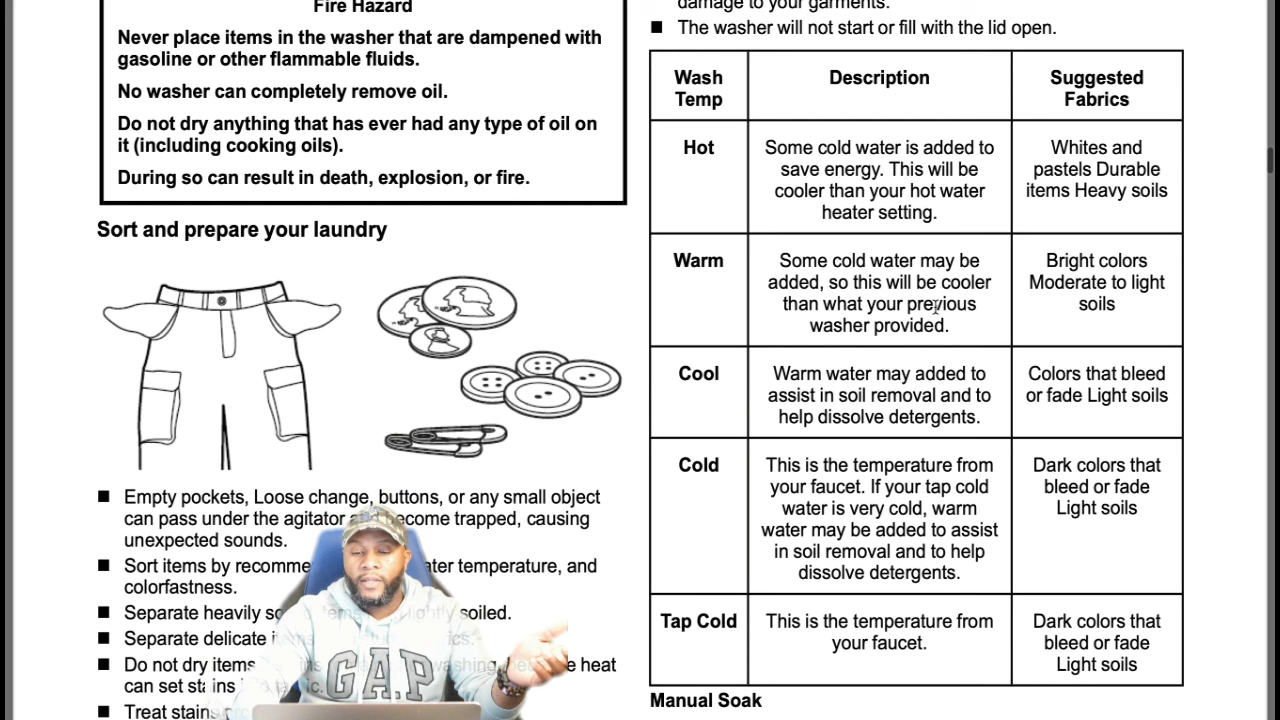 Fire Hazard
Never place items in the washer that are dampened with
gasoline or other flammable fluids.
No washer can completely remove oil.
Do not dry anything that has ever had any type of oil on
it (including cooking oils).
During so can result in death, explosion, or fire.
Sort and prepare your laundry
Empty pockets, Loose change, buttons, or any small object
can pass under the agitator and become trapped, causing
unexpected sounds.
Sort items by recomme ater temperature, and
colorfastness.
Separate heavily so items lightly soiled.
Separate delicate items
Do not dry items washing, heat
can set stains
Treat stains
GAP
damage to your garments.
The washer will not start or fill with the lid open.
Wash Temp Description Suggested Fabrics
Hot
Some cold water is added to
save energy. This will be
cooler than your hot water
heater setting.
Whites and
pastels Durable
items Heavy soils
Warm
Some cold water may be
added, so this will be cooler
than what your previous
washer provided.
Bright colors
Moderate to light
soils
Cool
Warm water may added to
assist in soil removal and to
help dissolve detergents.
Colors that bleed
or fade Light soils
Cold
This is the temperature from
your faucet. If your tap cold
water is very cold, warm
water may be added to assist
in soil removal and to help
dissolve detergents.
Dark colors that
bleed or fade
Light soils
Tap Cold
This is the temperature from
your faucet.
Dark colors that
bleed or fade
Light soils
Manual Soak